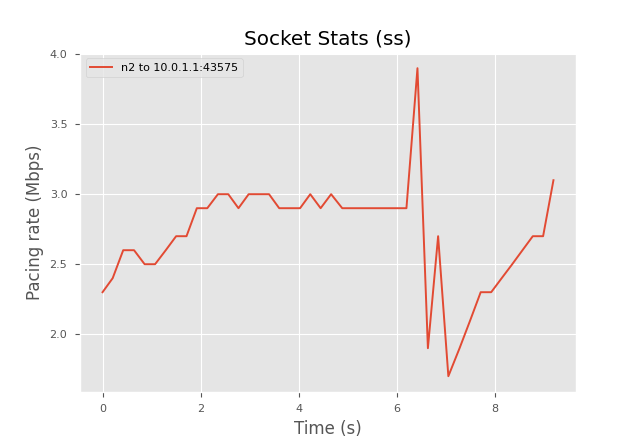 Socket Stats (ss)
n2 to 10.0.1.1:43575
Pacing rate (Mbps)
4.0
3.5
3.0
2.5
2.0
0 2 4 6 8
Time (s)